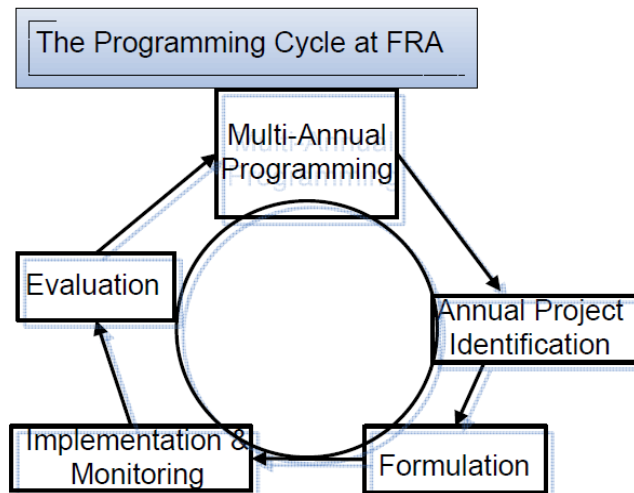 The Programming Cycle at FRA
Multi-Annual
Programming
Annual Project
Identification
Formulation
Implementation &
Monitoring
Evaluation